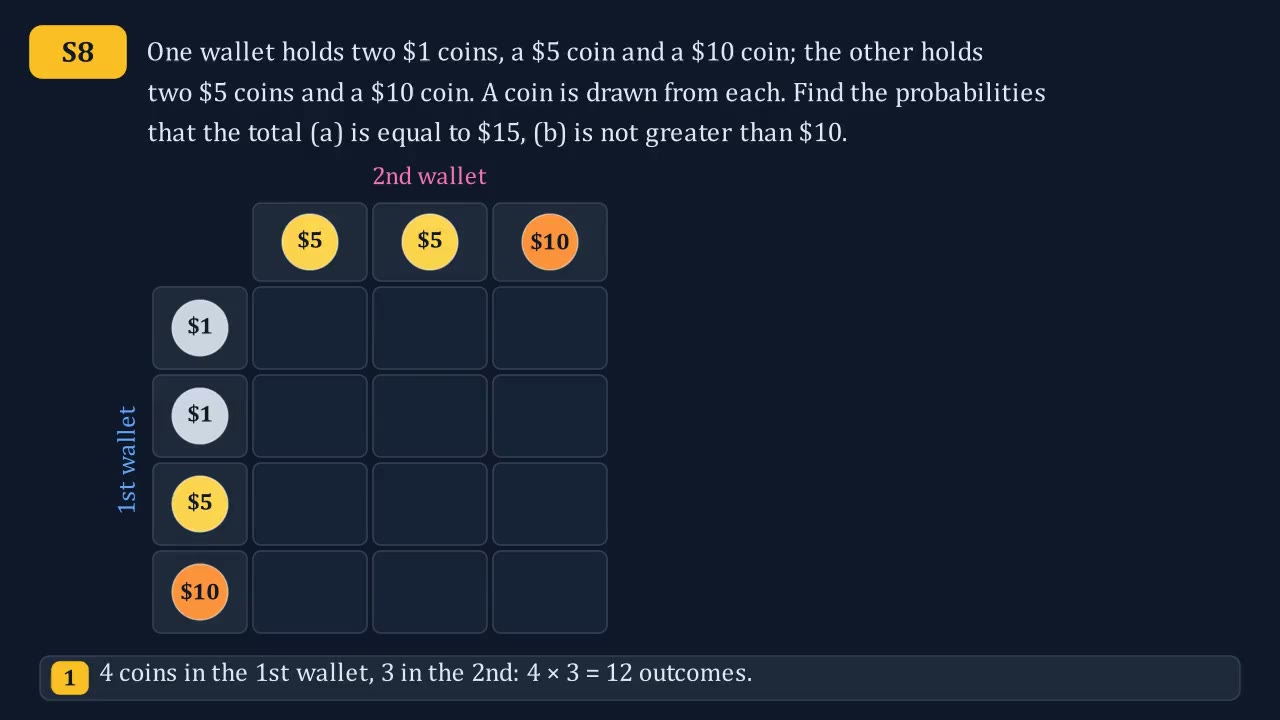 S8
One wallet holds two $1 coins, a $5 coin and a $10 coin; the other holds
two $5 coins and a $10 coin. A coin is drawn from each. Find the probabilities
that the total (a) is equal to $15, (b) is not greater than $10.
2nd wallet
$5 $5 $10
$1
$1
1st wallet
$5
$10
1 4 coins in the 1st wallet, 3 in the 2nd: 4 × 3 = 12 outcomes.